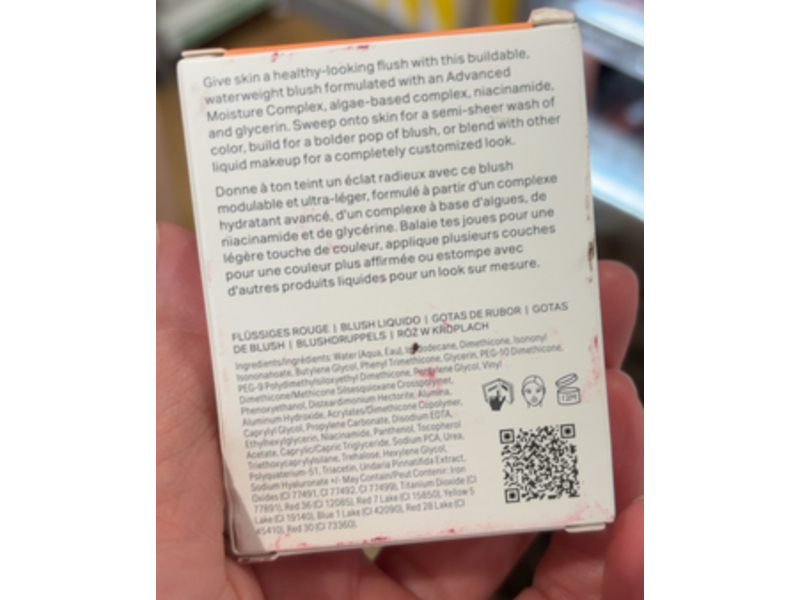 Give skin a healthy-looking flush with this buildable,
waterweight blush formulated with an Advanced
Moisture Complex, algae-based complex, niacinamide,
and glycerin. Sweep onto skin for a semi-sheer wash of
color, build for a bolder pop of blush, or blend with other
liquid makeup for a completely customized look.
Donne à ton teint un éclat radieux avec ce blush
modulable et ultra-léger, formulé à partir d'un complexe
hydratant avancé, d'un complexe à base d'algues, de
niacinamide et de glycérine. Balaie tes joues pour une
légère touche de couleur, applique plusieurs couches
pour une couleur plus affirmée ou estompe avec
d'autres produits liquides pour un look sur mesure.
FLÜSSIGES ROUGE | BLUSH LIQUIDO | GOTAS DE RUBOR | GOTAS
DE BLUSH | BLUSHDRUPPELS | RÓŻ W KROPLACH
Ingredients/Ingrédients: Water (Aqua, Eau), Isododecane, Dimethicone, Isononyl
Isononanoate, Butylene Glycol, Phenyl Trimethicone, Glycerin, PEG-10 Dimethicone,
PEG-9 Polydimethylsiloxyethyl Dimethicone, Pentylene Glycol, Vinyl
Dimethicone/Methicone Silsesquioxane Crosspolymer,
Phenoxyethanol, Disteardimonium Hectorite, Alumina,
Aluminum Hydroxide, Acrylates/Dimethicone Copolymer,
Caprylyl Glycol, Propylene Carbonate, Disodium EDTA,
Ethylhexylglycerin, Niacinamide, Panthenol, Tocopherol
Acetate, Caprylic/Capric Triglyceride, Sodium PCA, Urea,
Triethoxycaprylylsilane, Trehalose, Hexylene Glycol,
Polyquaternium-51, Triacetin, Undaria Pinnatifida Extract,
Sodium Hyaluronate +/- May Contain/Peut Contenir: Iron
Oxides (CI 77491, CI 77492, CI 77499), Titanium Dioxide (CI
77891), Red 36 (CI 12085), Red 7 Lake (CI 15850), Yellow 5
Lake (CI 19140), Blue 1 Lake (CI 42090), Red 28 Lake (CI
45410), Red 30 (CI 73360).
12M